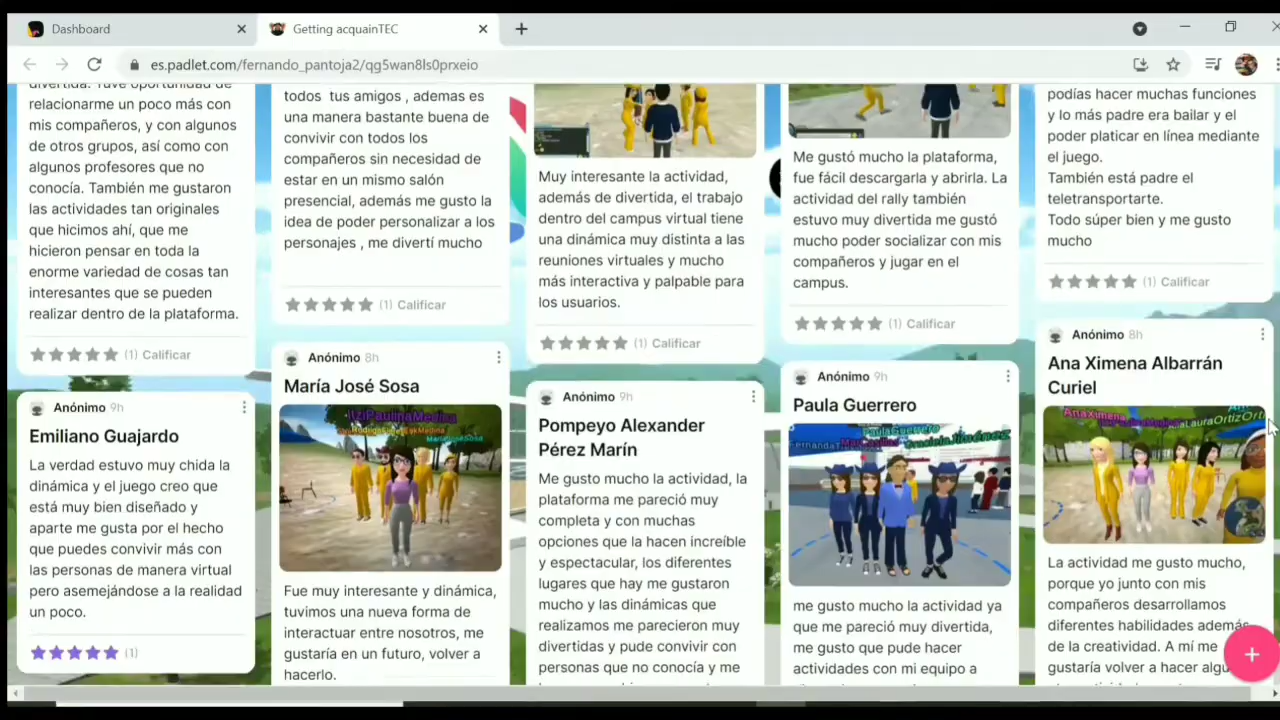 Dashboard
Getting acquainTEC
es.padlet.com/fernando_pantoja2/qg5wan8ls0prxeio
divertida. Tuve oportunidad de
relacionarme un poco más con
mis compañeros, y con algunos
de otros grupos, así como con
algunos profesores que no
conocía. También me gustaron
las actividades tan originales
que hicimos ahí, que me
hicieron pensar en toda la
enorme variedad de cosas tan
interesantes que se pueden
realizar dentro de la plataforma.
(1) Calificar
Anónimo 9h
Emiliano Guajardo
La verdad estuvo muy chida la
dinámica y el juego creo que
está muy bien diseñado y
aparte me gusta por el hecho
que puedes convivir más con
las personas de manera virtual
pero asemejándose a la realidad
un poco.
(1)
todos tus amigos , ademas es
una manera bastante buena de
convivir con todos los
compañeros sin necesidad de
estar en un mismo salón
presencial, además me gusto la
idea de poder personalizar a los
personajes , me divertí mucho
(1) Calificar
Anónimo 8h
María José Sosa
ItziPaulinaMedina
MaríaJoséSosa
Fue muy interesante y dinámica,
tuvimos una nueva forma de
interactuar entre nosotros, me
gustaría en un futuro, volver a
hacerlo.
Muy interesante la actividad,
además de divertida, el trabajo
dentro del campus virtual tiene
una dinámica muy distinta a las
reuniones virtuales y mucho
más interactiva y palpable para
los usuarios.
(1) Calificar
Anónimo 9h
Pompeyo Alexander
Pérez Marín
Me gusto mucho la actividad, la
plataforma me pareció muy
completa y con muchas
opciones que la hacen increíble
y espectacular, los diferentes
lugares que hay me gustaron
mucho y las dinámicas que
realizamos me parecieron muy
divertidas y pude convivir con
personas que no conocía y me
Me gustó mucho la plataforma,
fue fácil descargarla y abrirla. La
actividad del rally también
estuvo muy divertida me gustó
mucho poder socializar con mis
compañeros y jugar en el
campus.
(1) Calificar
Anónimo 9h
Paula Guerrero
PaulaGuerrero
FernandaT
MarCasillas
GracielaJiménez
me gusto mucho la actividad ya
que me pareció muy divertida,
me gusto que pude hacer
actividades con mi equipo a
podías hacer muchas funciones
y lo más padre era bailar y el
poder platicar en línea mediante
el juego.
También está padre el
teletransportarte.
Todo súper bien y me gusto
mucho
(1) Calificar
Anónimo 8h
Ana Ximena Albarrán
Curiel
AnaXimena
LauraOrtizOrti
La actividad me gusto mucho,
porque yo junto con mis
compañeros desarrollamos
diferentes habilidades además
de la creatividad. A mí me
gustaría volver a hacer